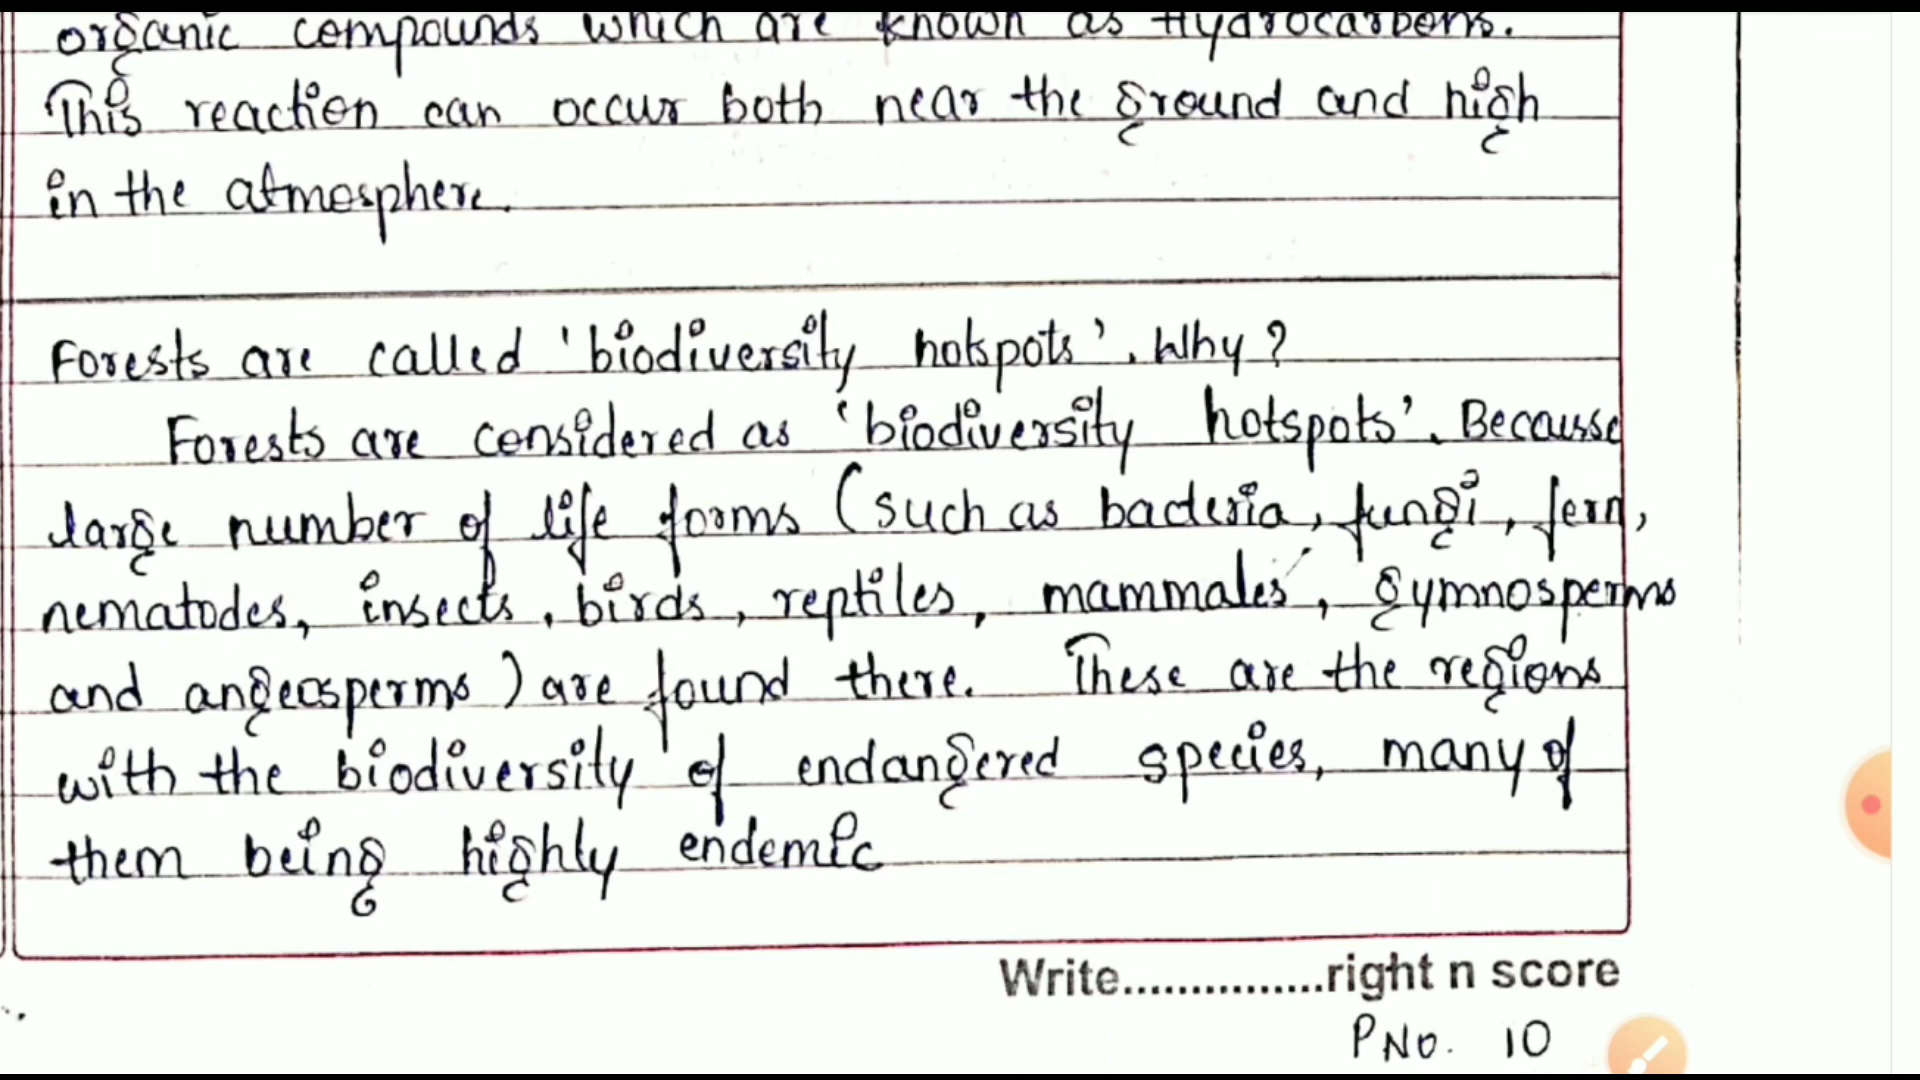 organic compounds which are known as Hydrocarbons.
This reaction can occur both near the ground and high
in the atmosphere.
Forests are called 'biodiversity hotspots'. Why?
Forests are considered as 'biodiversity hotspots'. Becausse
large number of life forms (such as bacteria, fungi, fern,
nematodes, insects, birds, reptiles, mammales, gymnosperms
and angeosperms) are found there. These are the regions
with the biodiversity of endangered species, many of
them being highly endemic
Write...............right n score
P No. 10